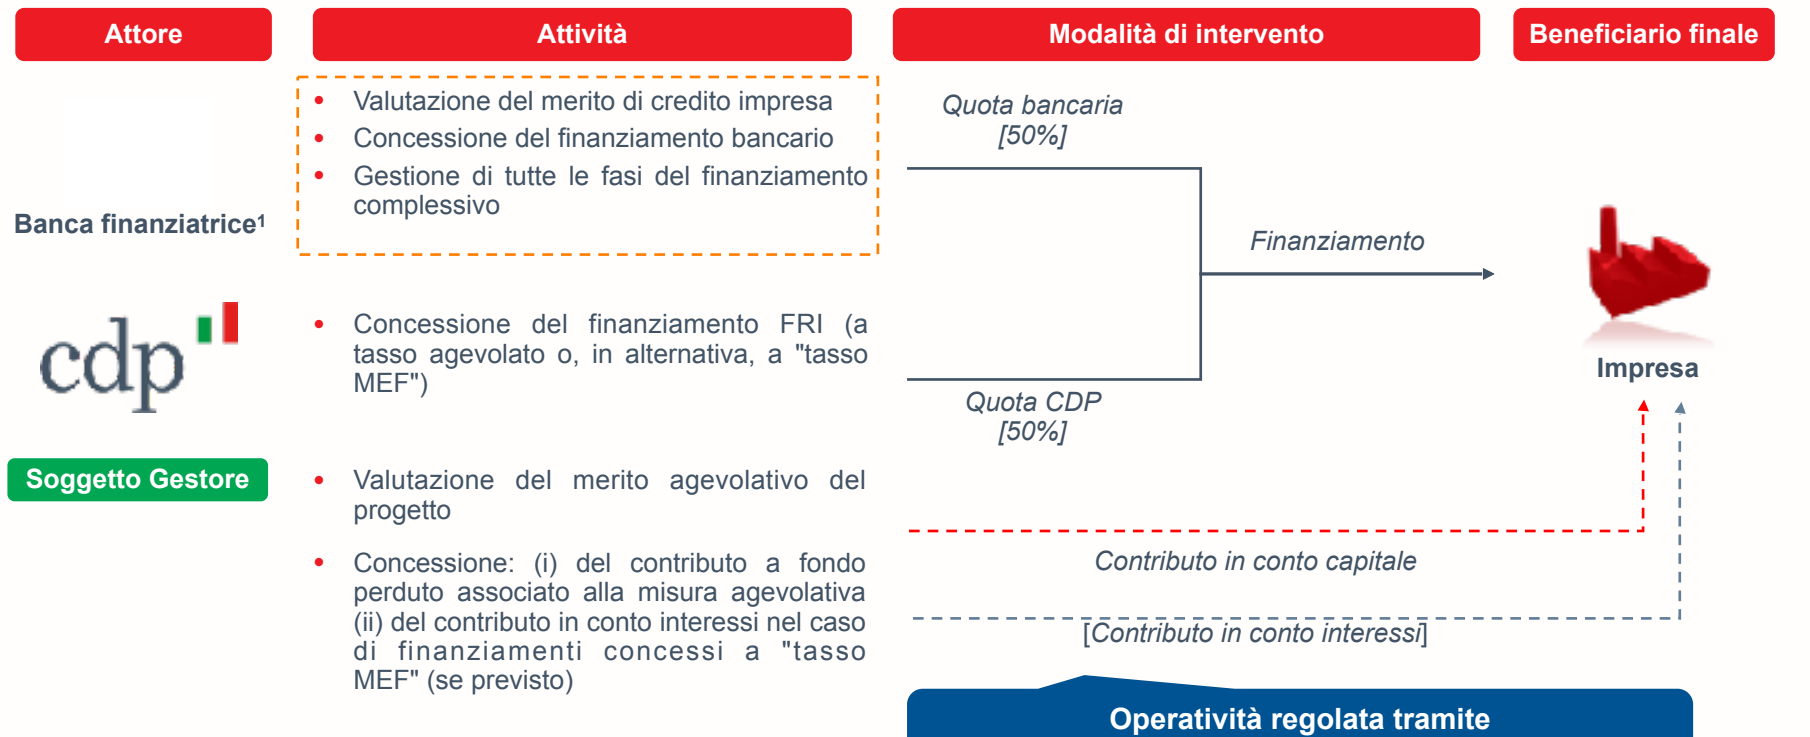 Attore
Attività
Modalità di intervento
Beneficiario finale
Banca finanziatrice¹
• Valutazione del merito di credito impresa
• Concessione del finanziamento bancario
• Gestione di tutte le fasi del finanziamento
complessivo
Quota bancaria
[50%]
Finanziamento
cdp
• Concessione del finanziamento FRI (a
tasso agevolato o, in alternativa, a "tasso
MEF")
Quota CDP
[50%]
Impresa
Soggetto Gestore
• Valutazione del merito agevolativo del
progetto
• Concessione: (i) del contributo a fondo
perduto associato alla misura agevolativa
(ii) del contributo in conto interessi nel caso
di finanziamenti concessi a "tasso
MEF" (se previsto)
Contributo in conto capitale
[Contributo in conto interessi]
Operatività regolata tramite